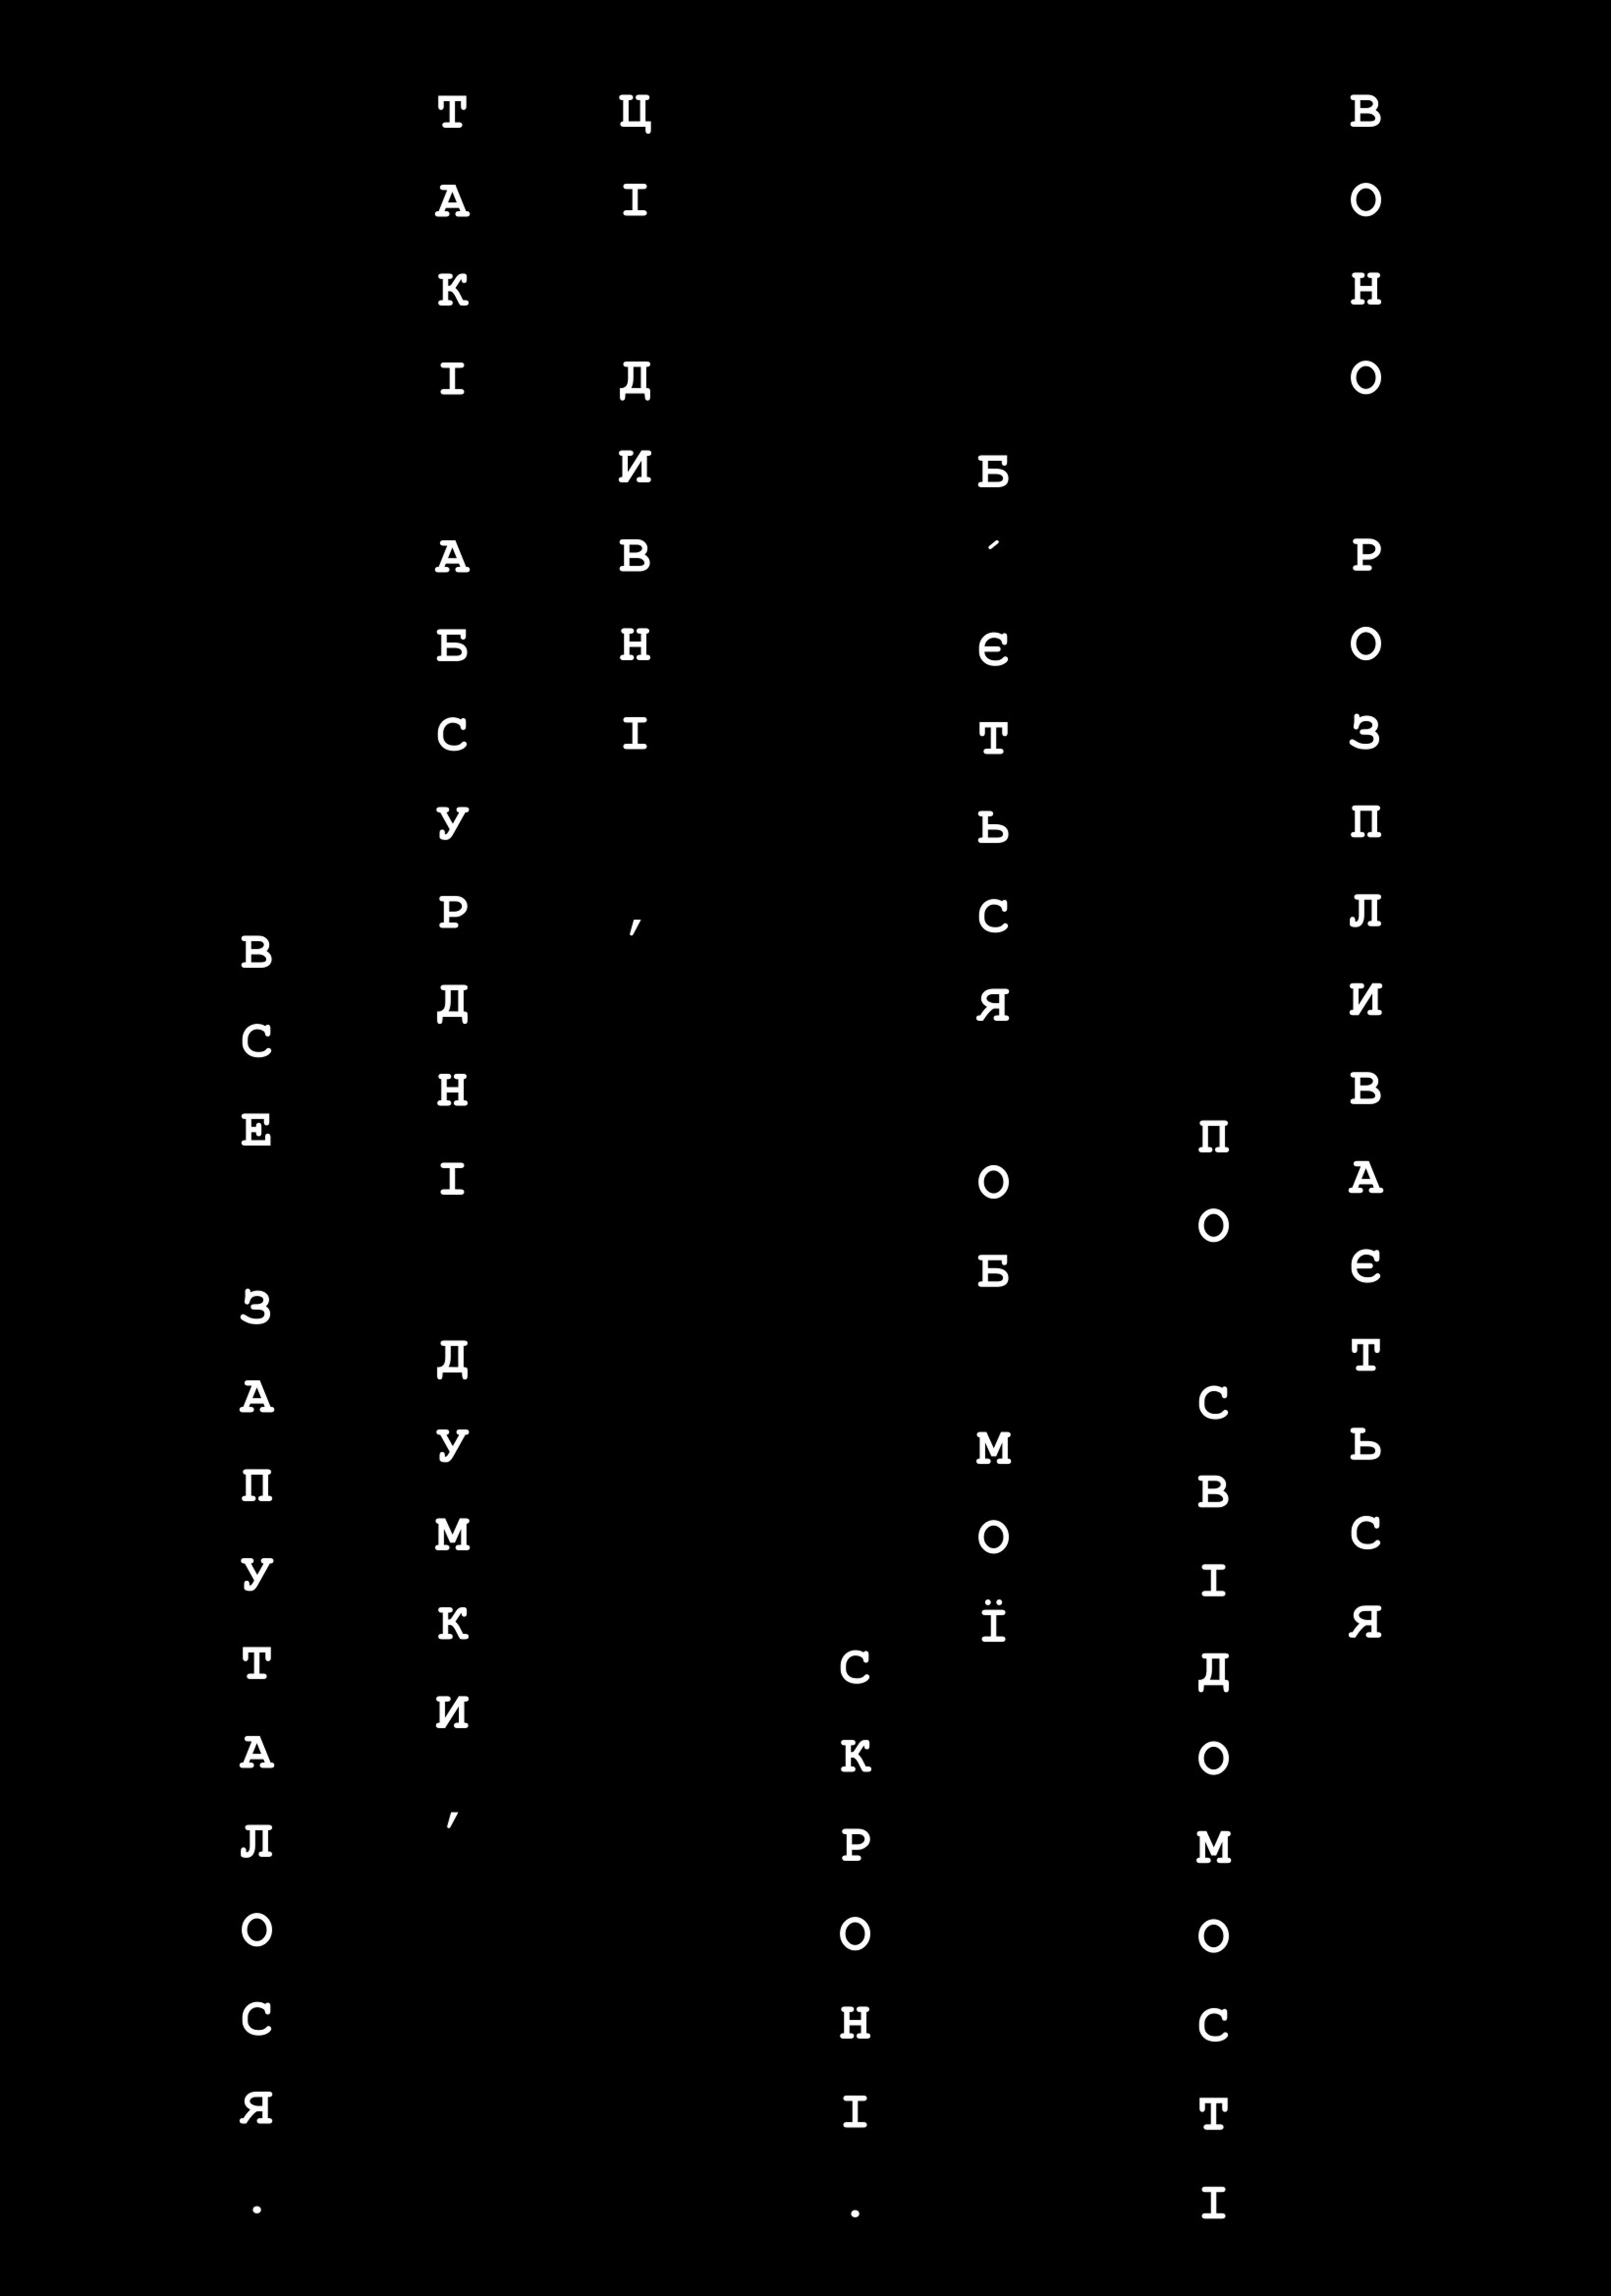 ВОНО РОЗПЛИВАЄТЬСЯ
ПО СВІДОМОСТІ
Б´ЄТЬСЯ ОБ МОЇ
СКРОНІ.
ЦІ ДИВНІ ,
ТАКІ АБСУРДНІ ДУМКИ,
ВСЕ ЗАПУТАЛОСЯ.